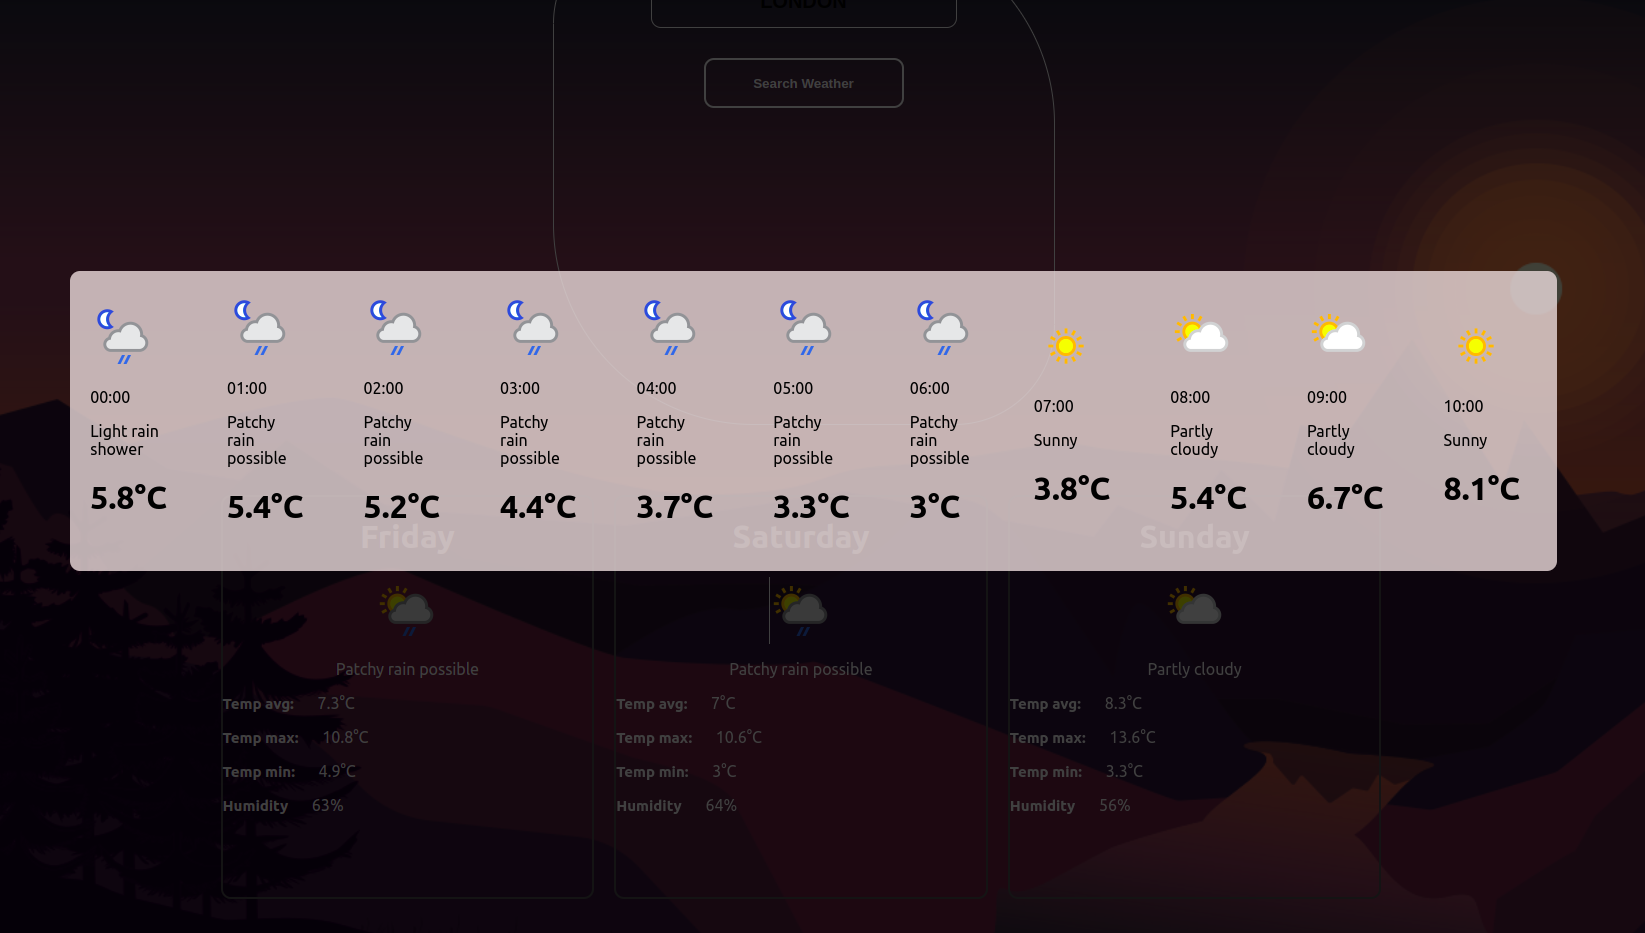 LONDON
Search Weather
00:00
Light rain
shower
5.8°C
01:00
Patchy
rain
possible
5.4°C
02:00
Patchy
rain
possible
5.2°C
03:00
Patchy
rain
possible
4.4°C
04:00
Patchy
rain
possible
3.7°C
05:00
Patchy
rain
possible
3.3°C
06:00
Patchy
rain
possible
3°C
07:00
Sunny
3.8°C
08:00
Partly
cloudy
5.4°C
09:00
Partly
cloudy
6.7°C
10:00
Sunny
8.1°C
Friday
Patchy rain possible
Temp avg: 7.3°C
Temp max: 10.8°C
Temp min: 4.9°C
Humidity 63%
Saturday
Patchy rain possible
Temp avg: 7°C
Temp max: 10.6°C
Temp min: 3°C
Humidity 64%
Sunday
Partly cloudy
Temp avg: 8.3°C
Temp max: 13.6°C
Temp min: 3.3°C
Humidity 56%